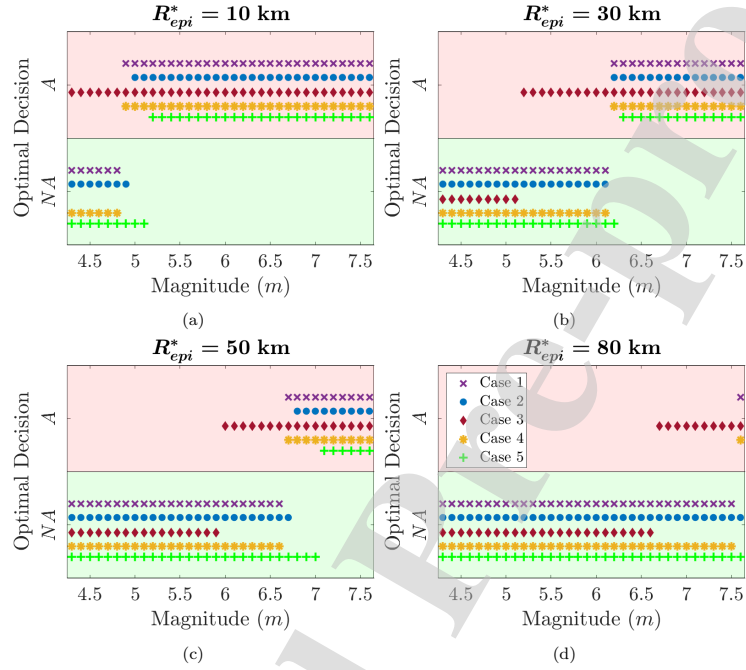 R*epi = 10 km
R*epi = 30 km
Optimal Decision
A
NA
4.5 5 5.5 6 6.5 7 7.5
Magnitude (m)
(a)
Optimal Decision
A
NA
4.5 5 5.5 6 6.5 7 7.5
Magnitude (m)
(b)
R*epi = 50 km
R*epi = 80 km
Optimal Decision
A
NA
4.5 5 5.5 6 6.5 7 7.5
Magnitude (m)
(c)
Optimal Decision
A
NA
Case 1
Case 2
Case 3
Case 4
Case 5
4.5 5 5.5 6 6.5 7 7.5
Magnitude (m)
(d)
Pre-pro